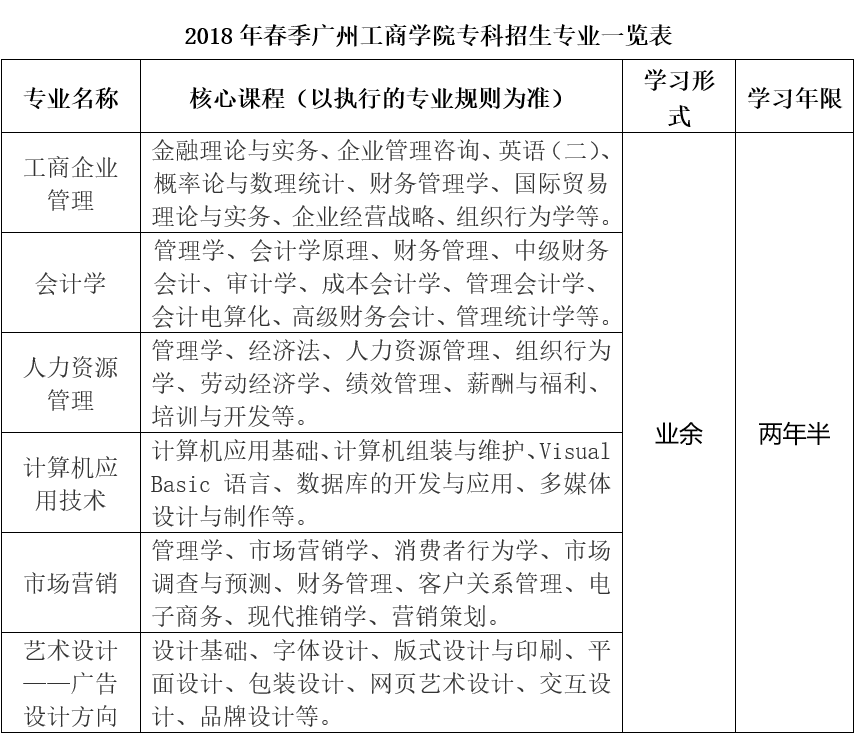 2018年春季广州工商学院专科招生专业一览表
专业名称
核心课程（以执行的专业规则为准）
学习形
式
学习年限
工商企业
管理
金融理论与实务、企业管理咨询、英语（二）、
概率论与数理统计、财务管理学、国际贸易
理论与实务、企业经营战略、组织行为学等。
会计学
管理学、会计学原理、财务管理、中级财务
会计、审计学、成本会计学、管理会计学、
会计电算化、高级财务会计、管理统计学等。
人力资源
管理
管理学、经济法、人力资源管理、组织行为
学、劳动经济学、绩效管理、薪酬与福利、
培训与开发等。
业余
两年半
计算机应
用技术
计算机应用基础、计算机组装与维护、Visual
Basic 语言、数据库的开发与应用、多媒体
设计与制作等。
市场营销
管理学、市场营销学、消费者行为学、市场
调查与预测、财务管理、客户关系管理、电
子商务、现代推销学、营销策划。
艺术设计
——广告
设计方向
设计基础、字体设计、版式设计与印刷、平
面设计、包装设计、网页艺术设计、交互设
计、品牌设计等。